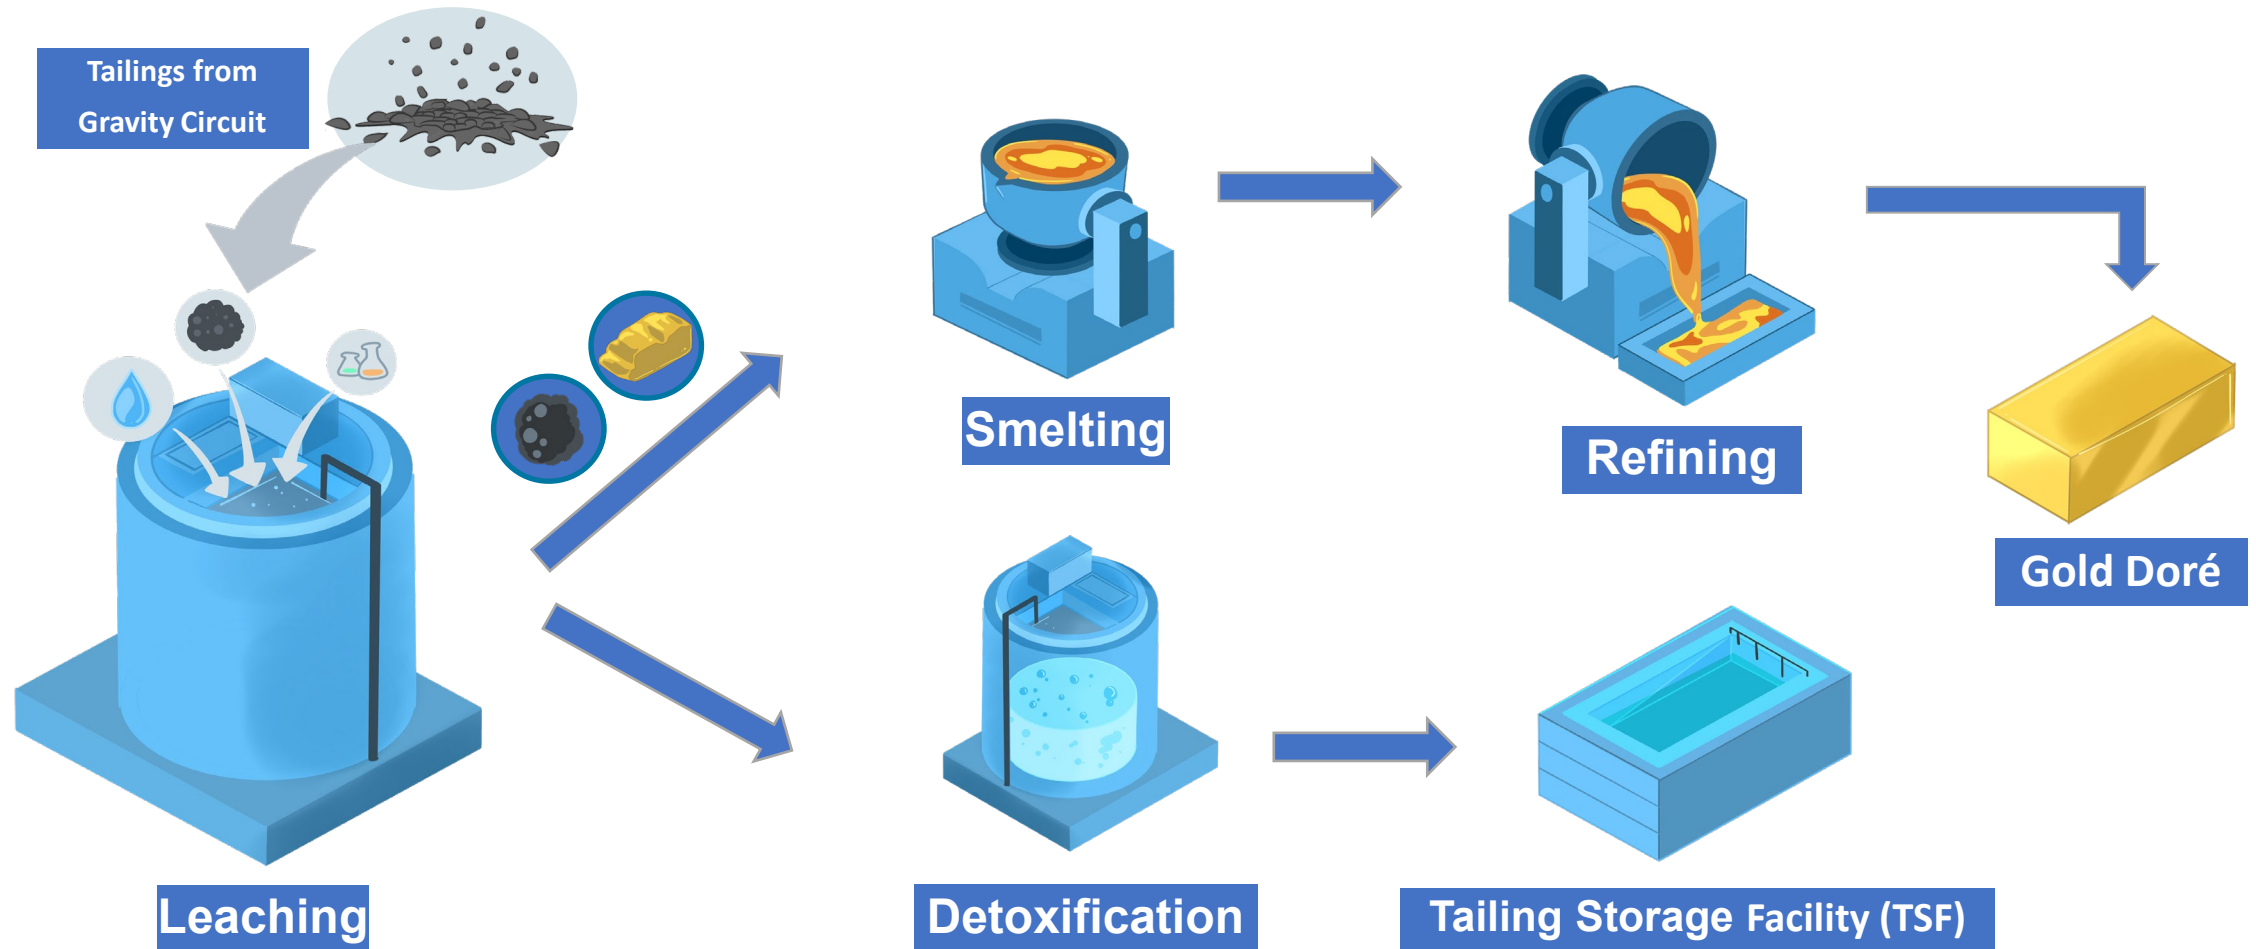 Tailings from
Gravity Circuit
Smelting
Refining
Gold Doré
Leaching
Detoxification
Tailing Storage Facility (TSF)